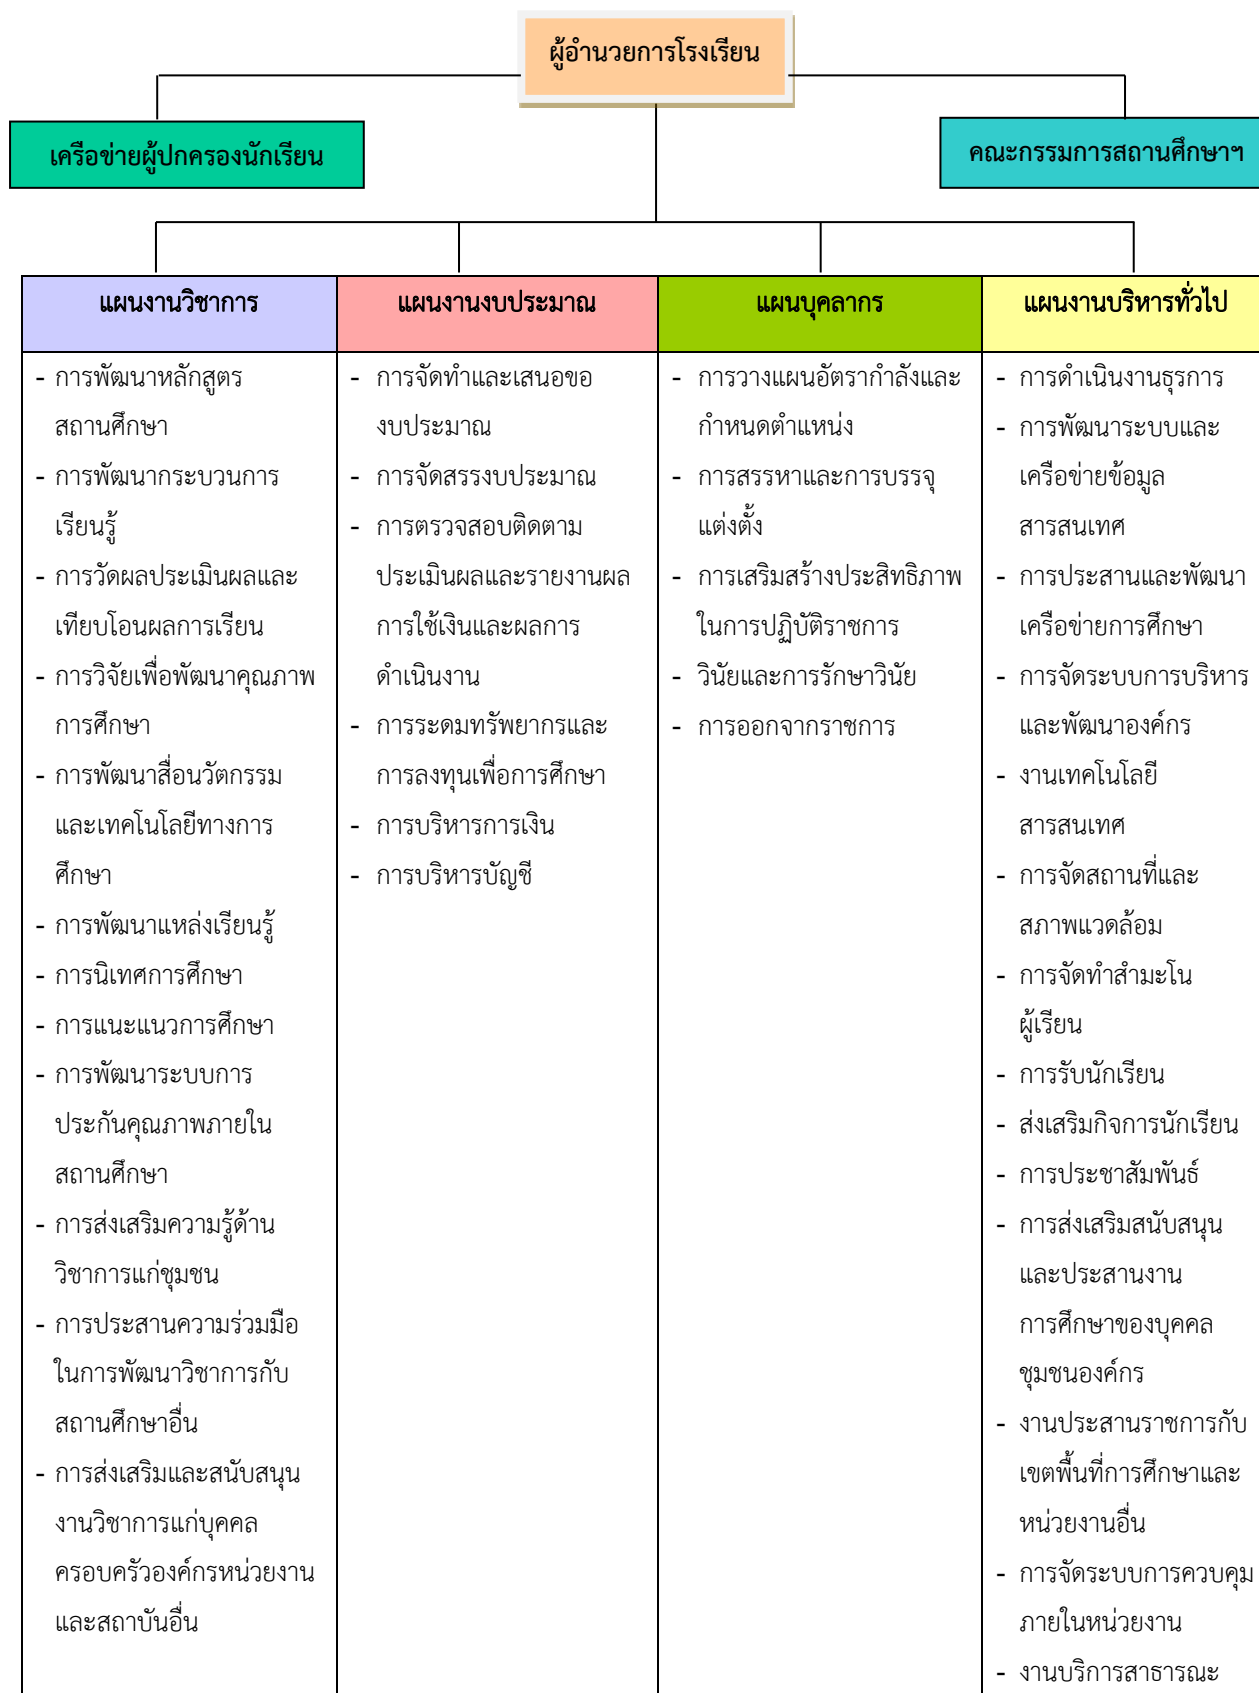 ผู้อำนวยการโรงเรียน
เครือข่ายผู้ปกครองนักเรียน
คณะกรรมการสถานศึกษาฯ
แผนงานวิชาการ
- การพัฒนาหลักสูตร
สถานศึกษา
- การพัฒนากระบวนการ
เรียนรู้
- การวัดผลประเมินผลและ
เทียบโอนผลการเรียน
- การวิจัยเพื่อพัฒนาคุณภาพ
การศึกษา
- การพัฒนาสื่อนวัตกรรม
และเทคโนโลยีทางการ
ศึกษา
- การพัฒนาแหล่งเรียนรู้
- การนิเทศการศึกษา
- การแนะแนวการศึกษา
- การพัฒนาระบบการ
ประกันคุณภาพภายใน
สถานศึกษา
- การส่งเสริมความรู้ด้าน
วิชาการแก่ชุมชน
- การประสานความร่วมมือ
ในการพัฒนาวิชาการกับ
สถานศึกษาอื่น
- การส่งเสริมและสนับสนุน
งานวิชาการแก่บุคคล
ครอบครัวองค์กรหน่วยงาน
และสถาบันอื่น
แผนงานงบประมาณ
- การจัดทำและเสนอขอ
งบประมาณ
- การจัดสรรงบประมาณ
- การตรวจสอบติดตาม
ประเมินผลและรายงานผล
การใช้เงินและผลการ
ดำเนินงาน
- การระดมทรัพยากรและ
การลงทุนเพื่อการศึกษา
- การบริหารการเงิน
- การบริหารบัญชี
แผนบุคลากร
- การวางแผนอัตรากำลังและ
กำหนดตำแหน่ง
- การสรรหาและการบรรจุ
แต่งตั้ง
- การเสริมสร้างประสิทธิภาพ
ในการปฏิบัติราชการ
- วินัยและการรักษาวินัย
- การออกจากราชการ
แผนงานบริหารทั่วไป
- การดำเนินงานธุรการ
- การพัฒนาระบบและ
เครือข่ายข้อมูล
สารสนเทศ
- การประสานและพัฒนา
เครือข่ายการศึกษา
- การจัดระบบการบริหาร
และพัฒนาองค์กร
- งานเทคโนโลยี
สารสนเทศ
- การจัดสถานที่และ
สภาพแวดล้อม
- การจัดทำสำมะโน
ผู้เรียน
- การรับนักเรียน
- ส่งเสริมกิจการนักเรียน
- การประชาสัมพันธ์
- การส่งเสริมสนับสนุน
และประสานงาน
การศึกษาของบุคคล
ชุมชนองค์กร
- งานประสานราชการกับ
เขตพื้นที่การศึกษาและ
หน่วยงานอื่น
- การจัดระบบการควบคุม
ภายในหน่วยงาน
- งานบริการสาธารณะ